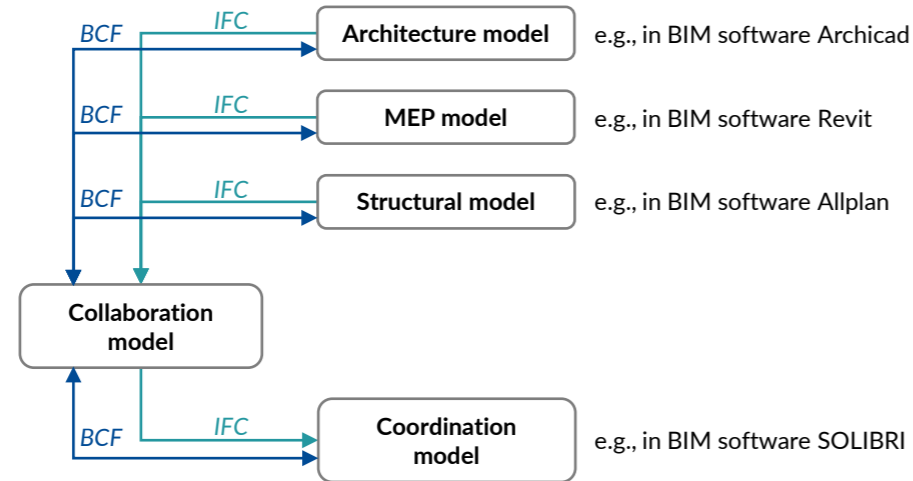 BCF
IFC
Architecture model
e.g., in BIM software Archicad
BCF
IFC
MEP model
e.g., in BIM software Revit
BCF
IFC
Structural model
e.g., in BIM software Allplan
Collaboration
model
BCF
IFC
Coordination
model
e.g., in BIM software SOLIBRI